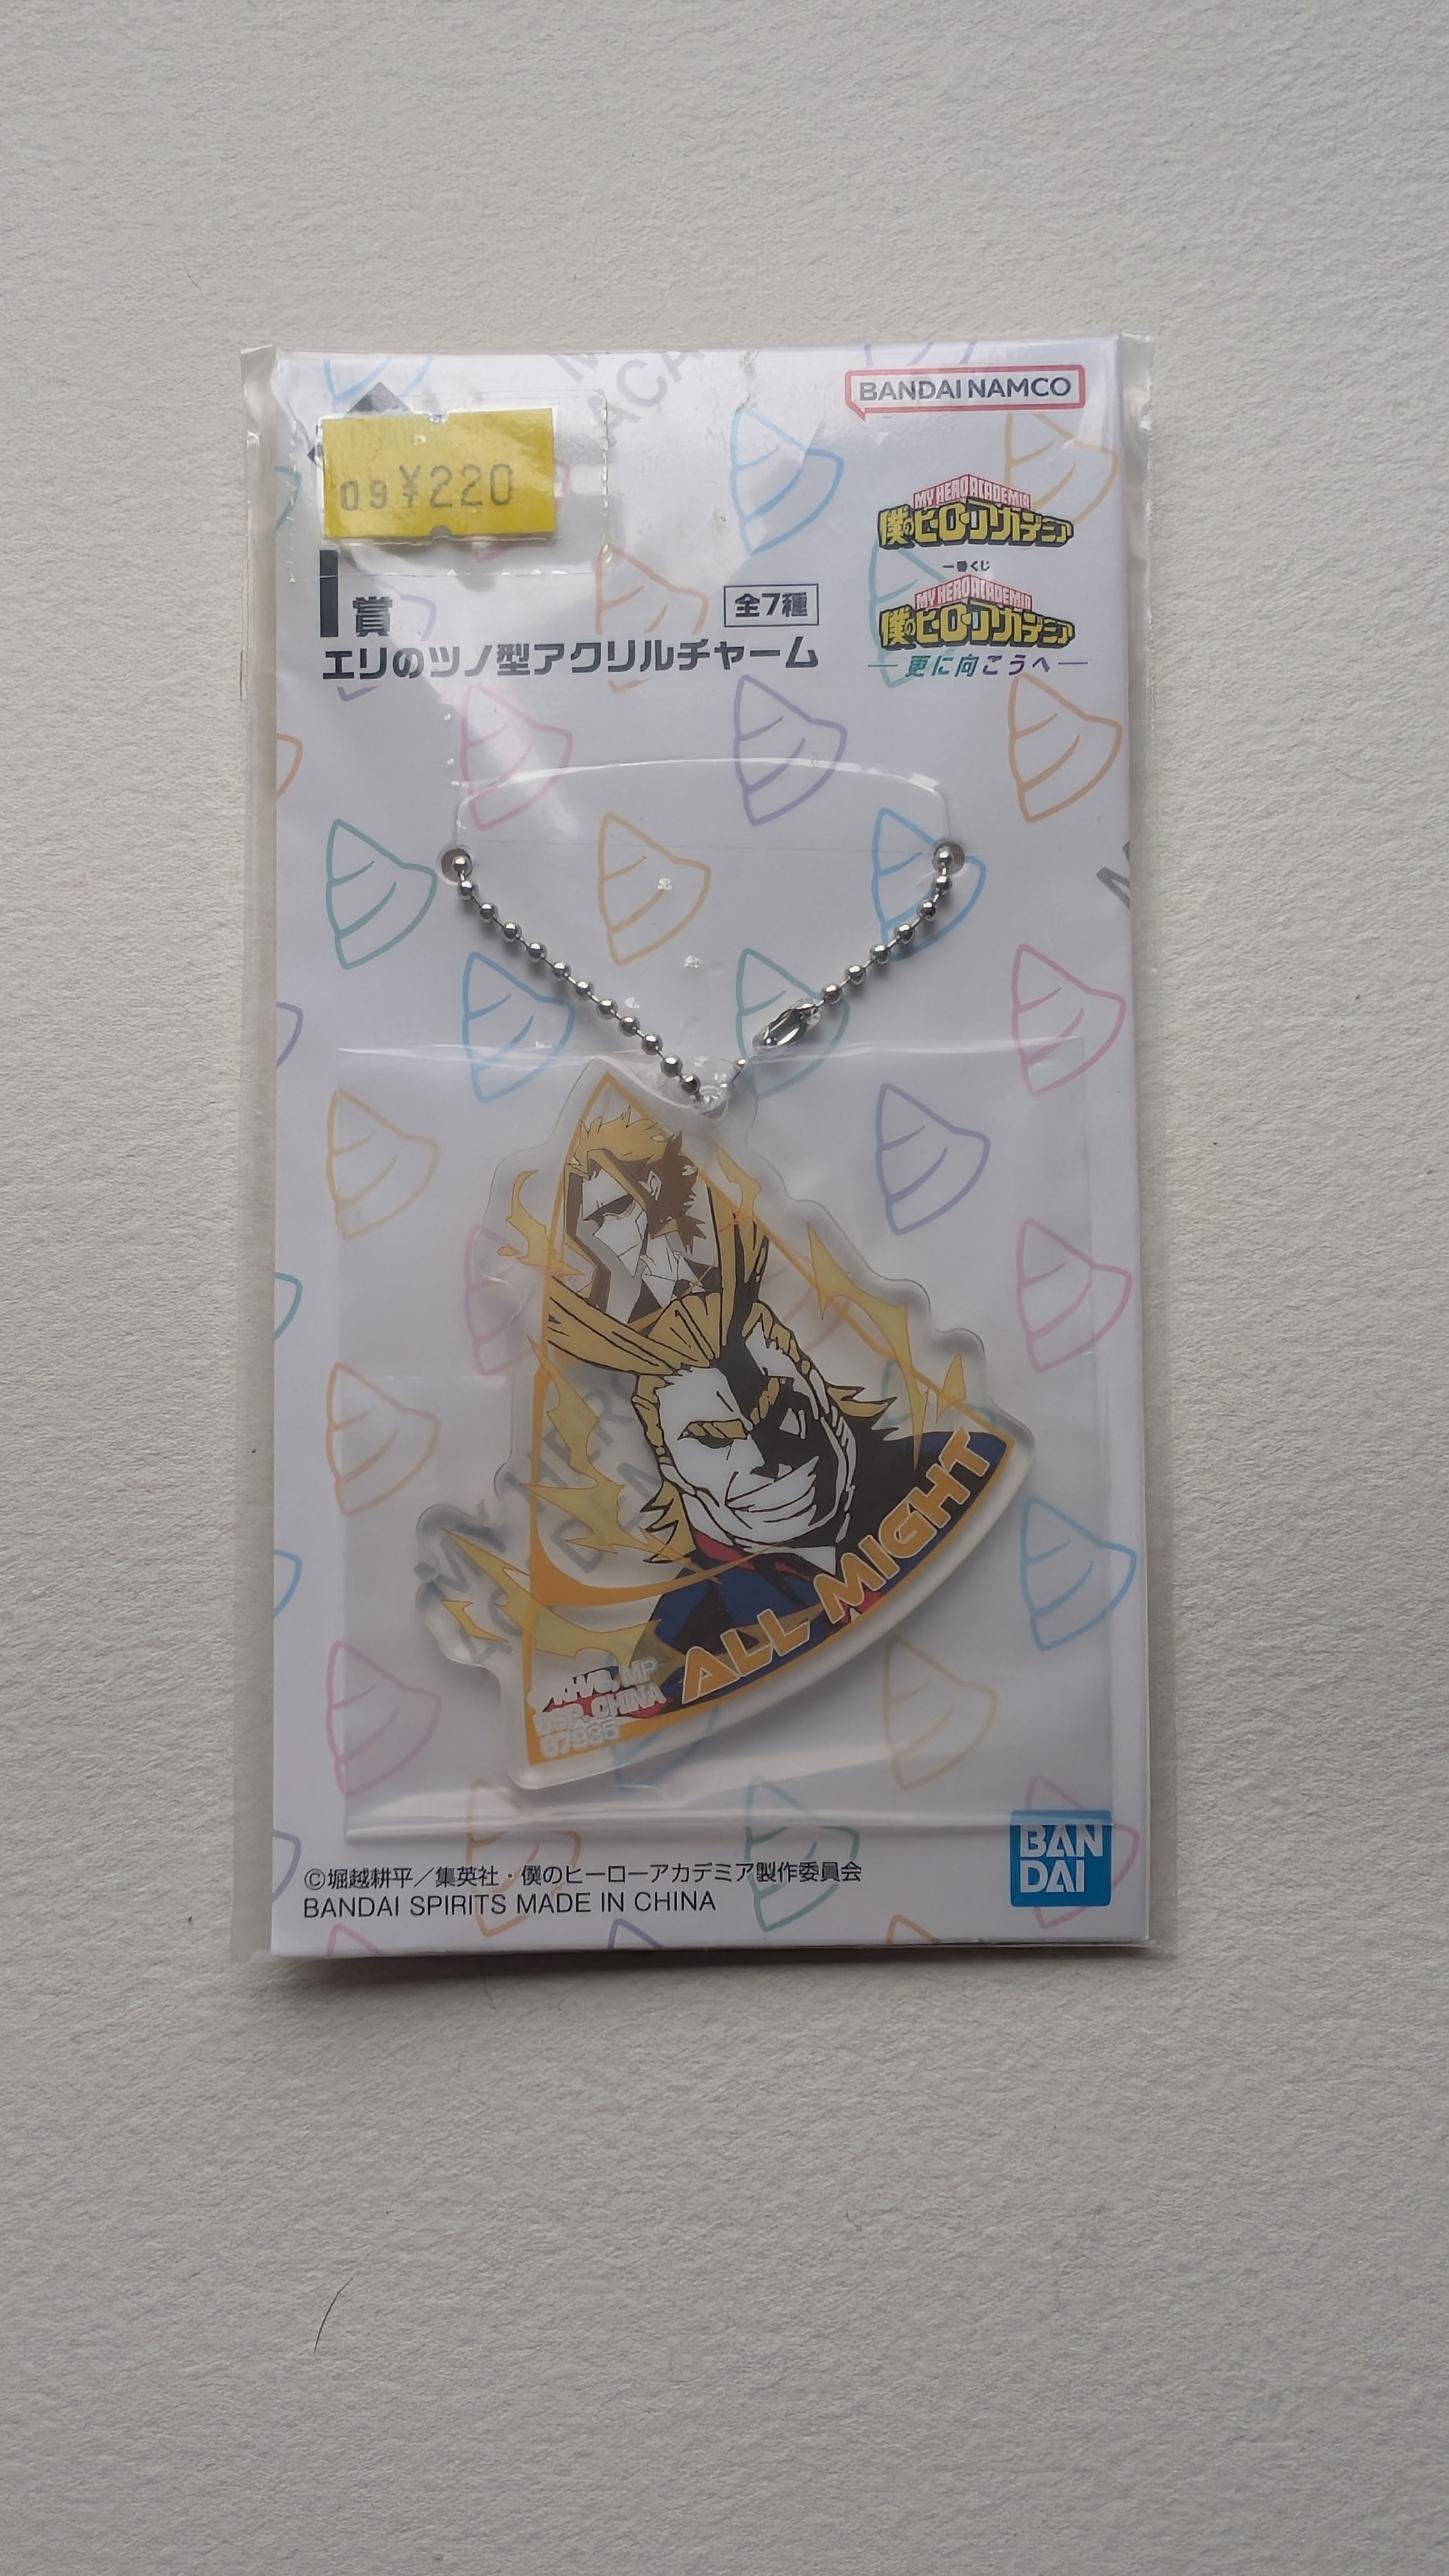 BANDAI NAMCO
09 ¥220
MY HERO ACADEMIA
僕のヒーローアカデミア
一番くじ
MY HERO ACADEMIA
僕のヒーローアカデミア
―更に向こうへ―
I賞
全7種
エリのツノ型アクリルチャーム
ALL MIGHT
MP
CHINA
BAN
DAI
©堀越耕平／集英社・僕のヒーローアカデミア製作委員会
BANDAI SPIRITS MADE IN CHINA